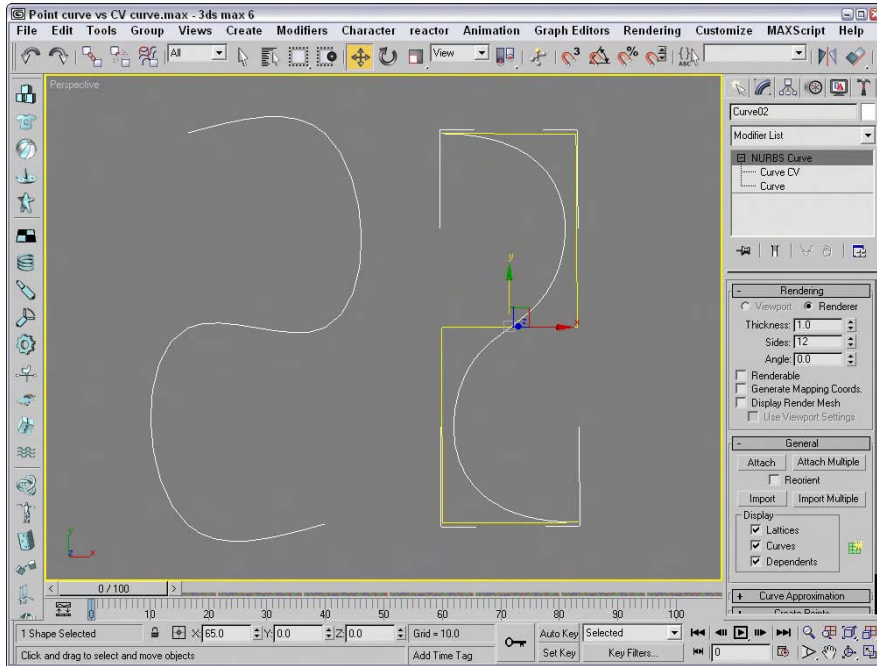 Point curve vs CV curve.max - 3ds max 6
File Edit Tools Group Views Create Modifiers Character reactor Animation Graph Editors Rendering Customize MAXScript Help
All
View
3
%
ABC
Perspective
Curve02
Modifier List
NURBS Curve
Curve CV
Curve
- Rendering
Viewport Renderer
Thickness: 1.0
Sides: 12
Angle: 0.0
Renderable
Generate Mapping Coords.
Display Render Mesh
Use Viewport Settings
- General
Attach Attach Multiple
Reorient
Import Import Multiple
Display
Lattices
Curves
Dependents
+ Curve Approximation
+ Create Points
y
x
z
y
z x
< 0 / 100 >
0 10 20 30 40 50 60 70 80 90 100
1 Shape Selected X: 65.0 Y: 0.0 Z: 0.0 Grid = 10.0 Auto Key Selected
Click and drag to select and move objects Add Time Tag Set Key Key Filters... 0